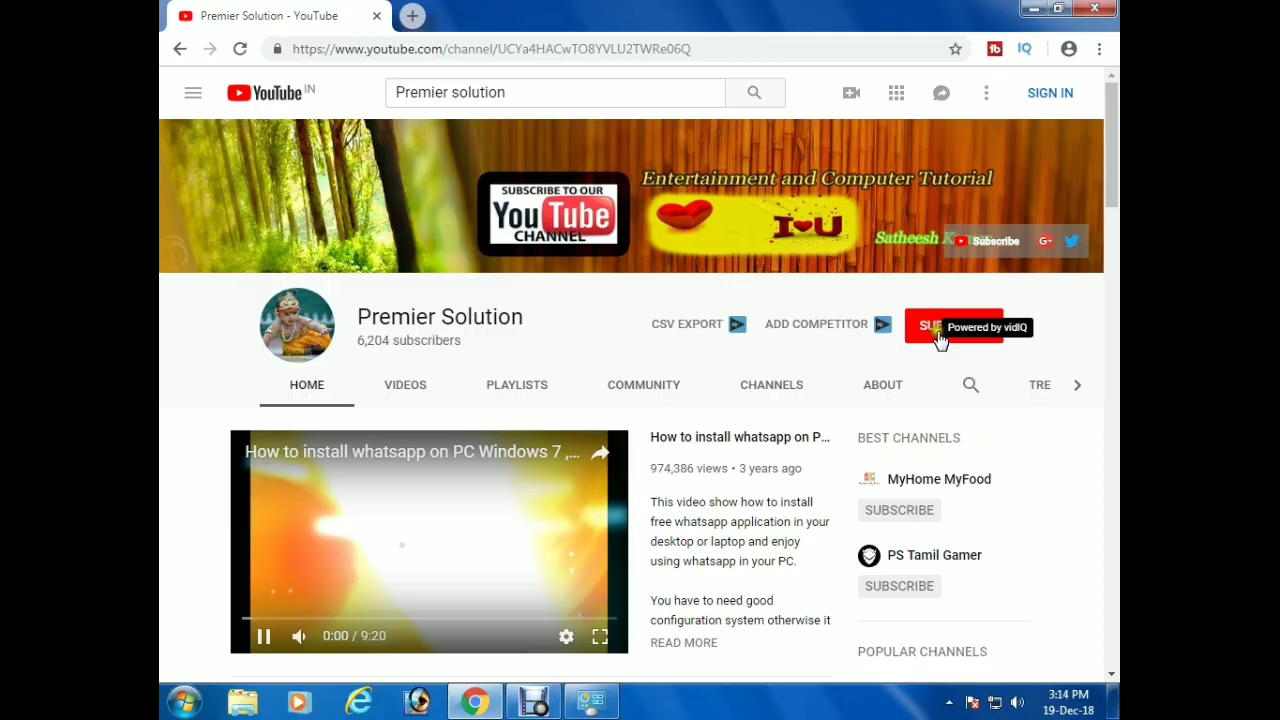 Premier Solution - YouTube
https://www.youtube.com/channel/UCYa4HACwTO8YVLU2TWRe06Q
YouTube IN
Premier solution
SIGN IN
SUBSCRIBE TO OUR
YouTube
CHANNEL
Entertainment and Computer Tutorial
I U
Satheesh
Subscribe
Premier Solution
6,204 subscribers
CSV EXPORT
ADD COMPETITOR
Powered by vidIQ
HOME
VIDEOS
PLAYLISTS
COMMUNITY
CHANNELS
ABOUT
TRE
How to install whatsapp on PC Windows 7 ,...
0:00 / 9:20
How to install whatsapp on P...
974,386 views • 3 years ago
This video show how to install
free whatsapp application in your
desktop or laptop and enjoy
using whatsapp in your PC.
You have to need good
configuration system otherwise it
READ MORE
BEST CHANNELS
MyHome MyFood
SUBSCRIBE
PS Tamil Gamer
SUBSCRIBE
POPULAR CHANNELS
3:14 PM
19-Dec-18